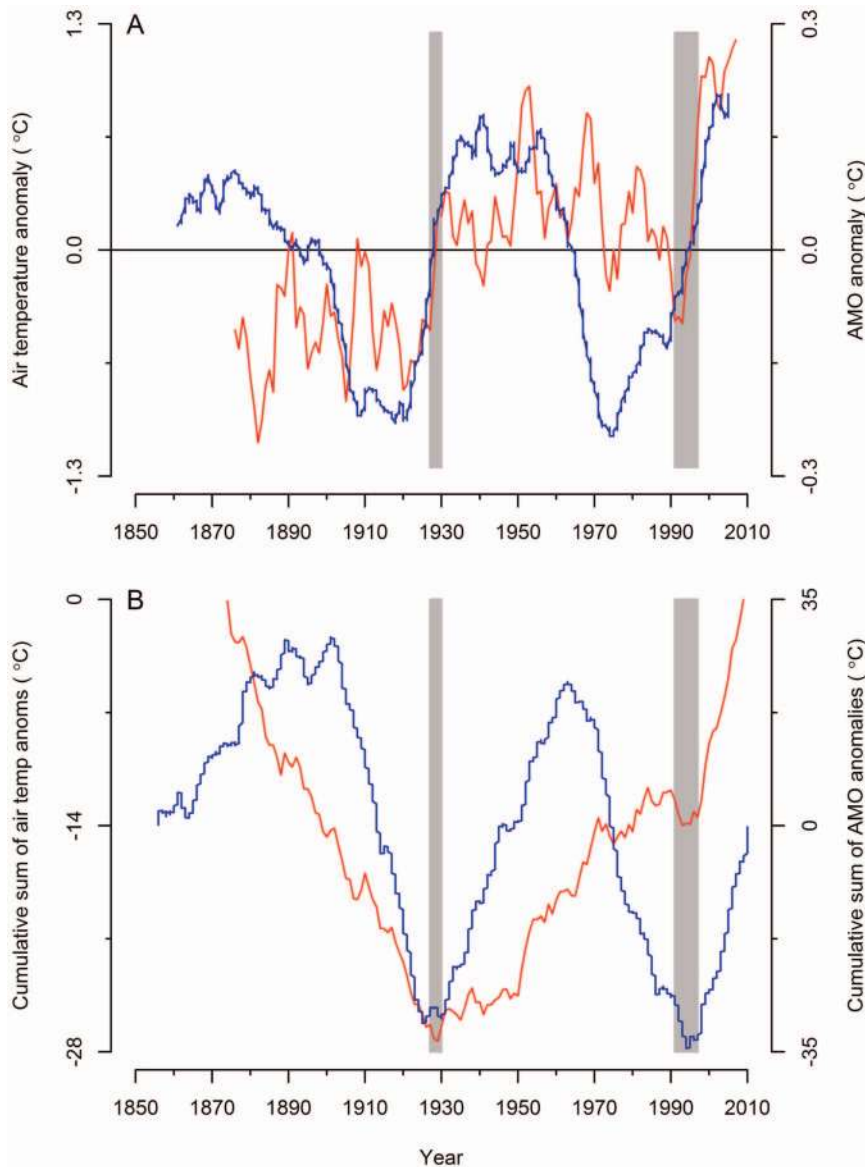 A
1.3
0.0
-1.3
Air temperature anomaly ( °C)
0.3
0.0
-0.3
AMO anomaly ( °C)
1850 1870 1890 1910 1930 1950 1970 1990 2010
B
0
-14
-28
Cumulative sum of air temp anoms ( °C)
35
0
-35
Cumulative sum of AMO anomalies ( °C)
1850 1870 1890 1910 1930 1950 1970 1990 2010
Year